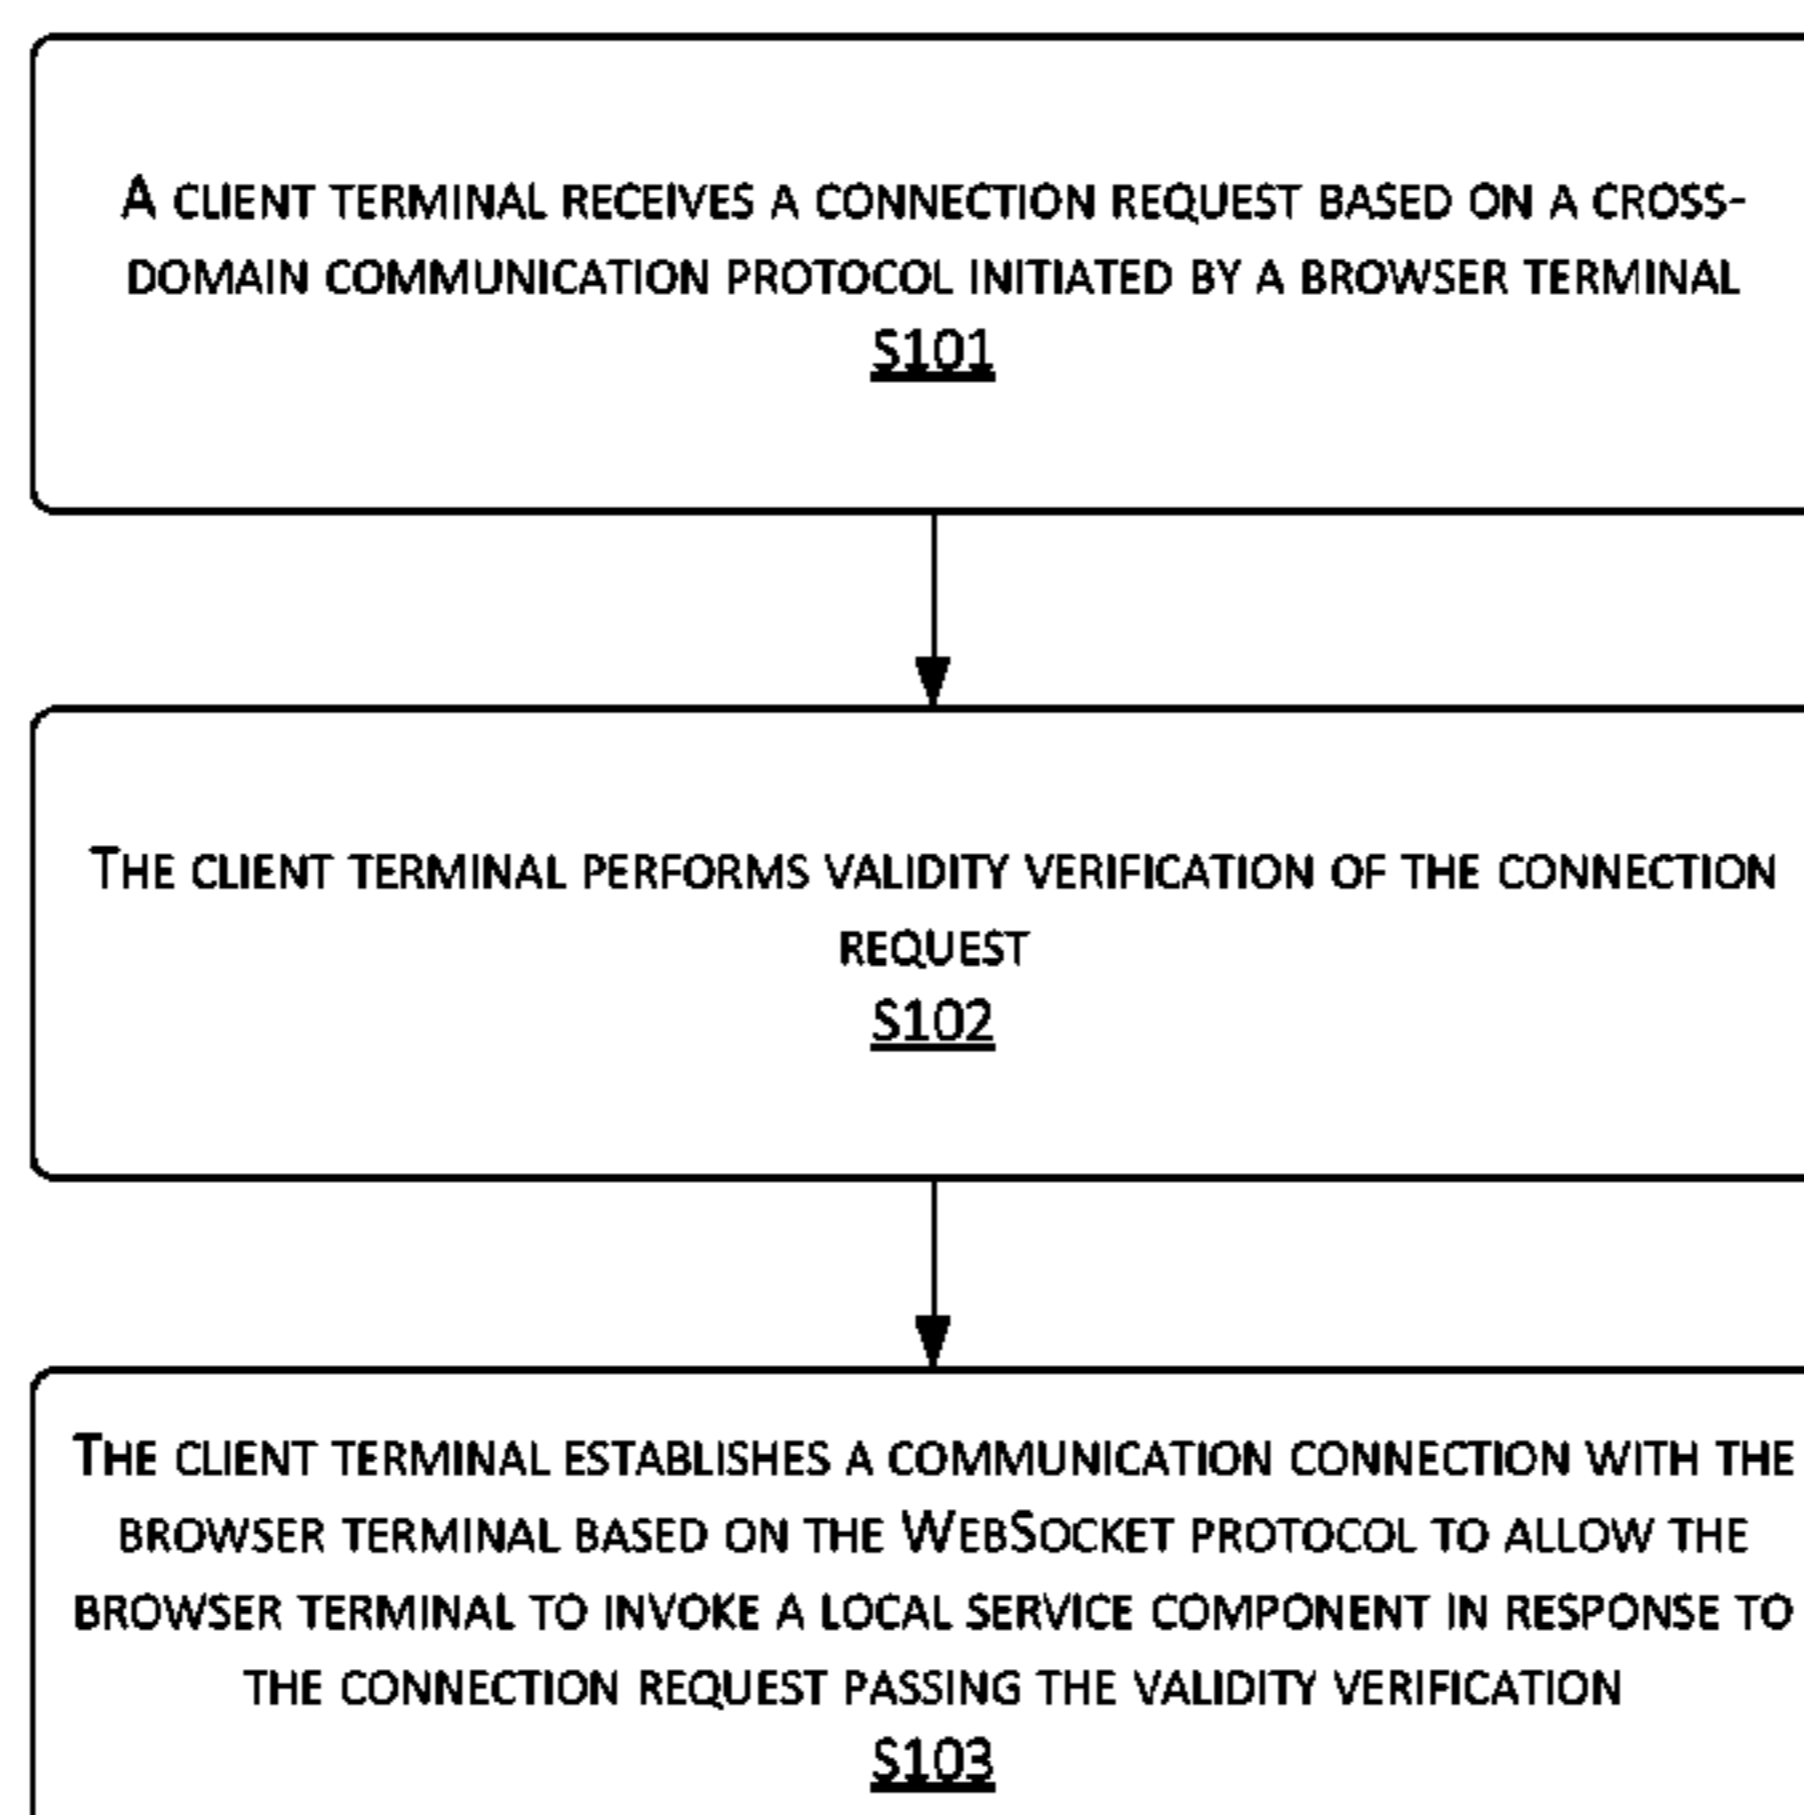 A CLIENT TERMINAL RECEIVES A CONNECTION REQUEST BASED ON A CROSS-
DOMAIN COMMUNICATION PROTOCOL INITIATED BY A BROWSER TERMINAL
S101
THE CLIENT TERMINAL PERFORMS VALIDITY VERIFICATION OF THE CONNECTION
REQUEST
S102
THE CLIENT TERMINAL ESTABLISHES A COMMUNICATION CONNECTION WITH THE
BROWSER TERMINAL BASED ON THE WEBSOCKET PROTOCOL TO ALLOW THE
BROWSER TERMINAL TO INVOKE A LOCAL SERVICE COMPONENT IN RESPONSE TO
THE CONNECTION REQUEST PASSING THE VALIDITY VERIFICATION
S103